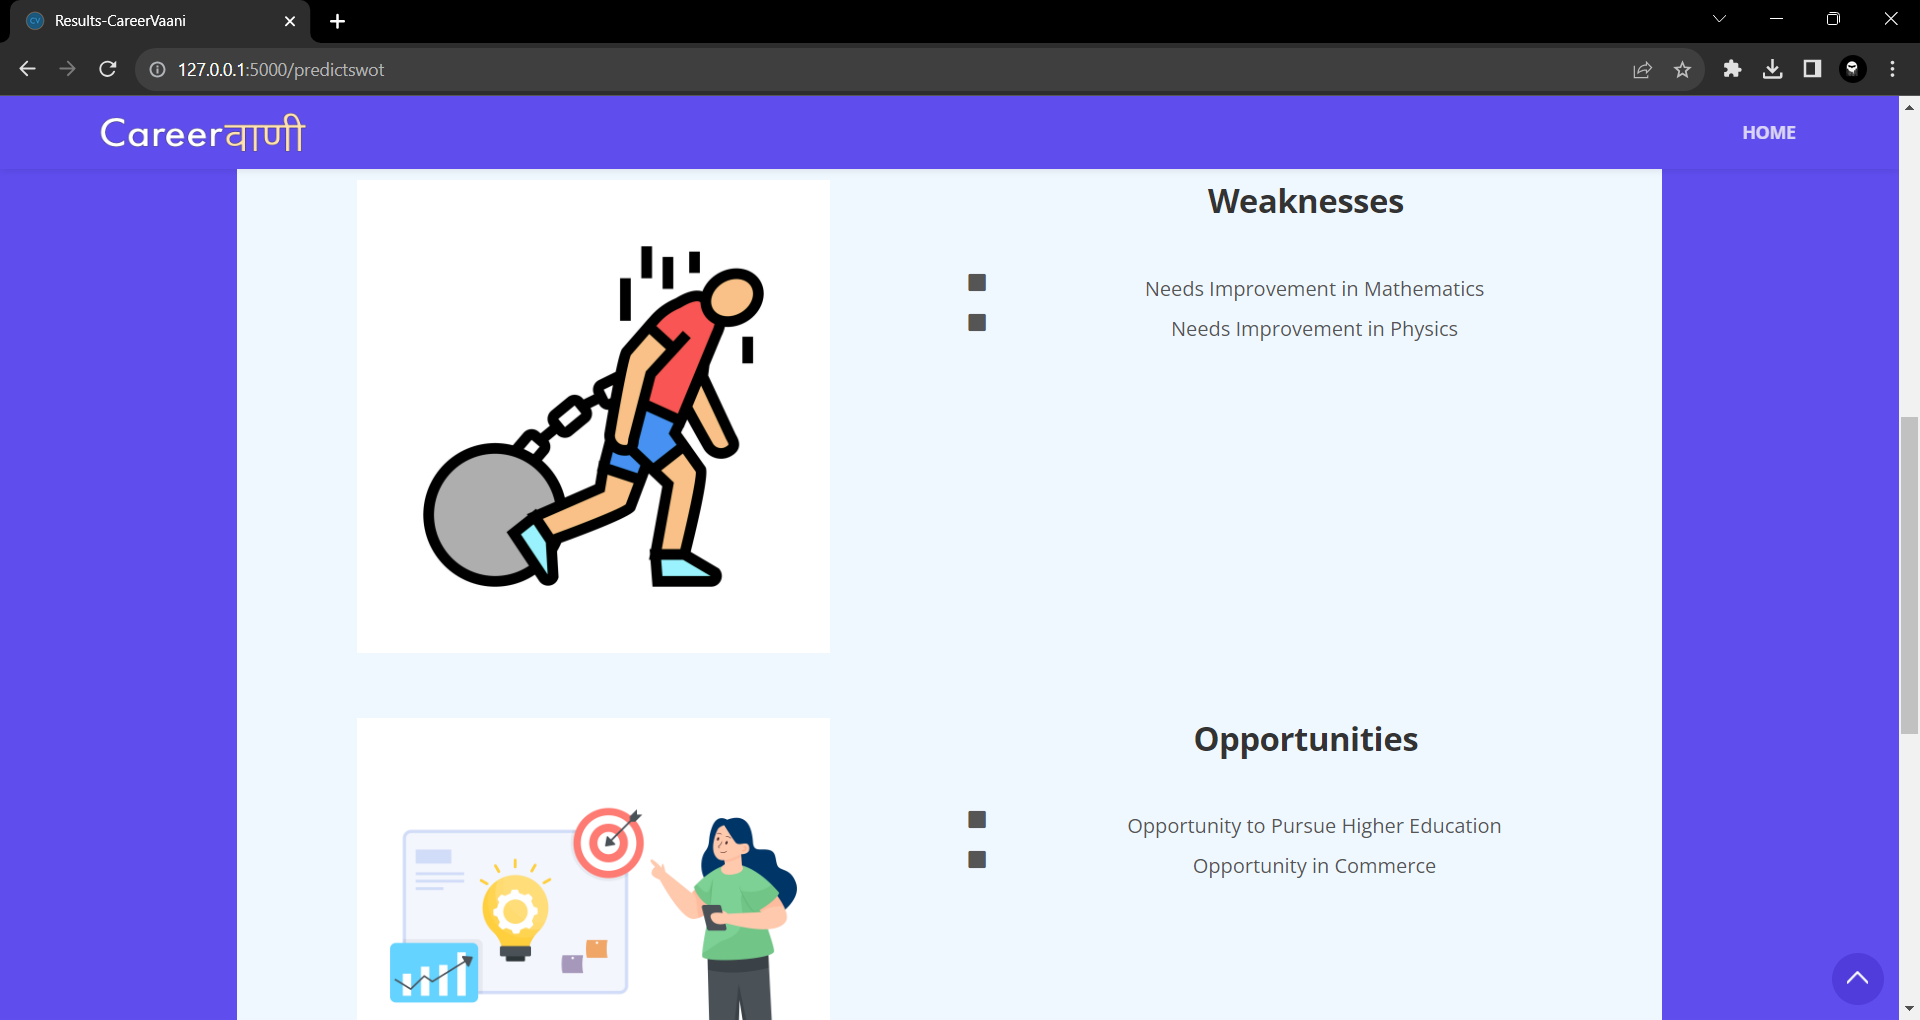 Results-CareerVaani
127.0.0.1:5000/predictswot
Careerवाणी
HOME
Weaknesses
Needs Improvement in Mathematics
Needs Improvement in Physics
Opportunities
Opportunity to Pursue Higher Education
Opportunity in Commerce